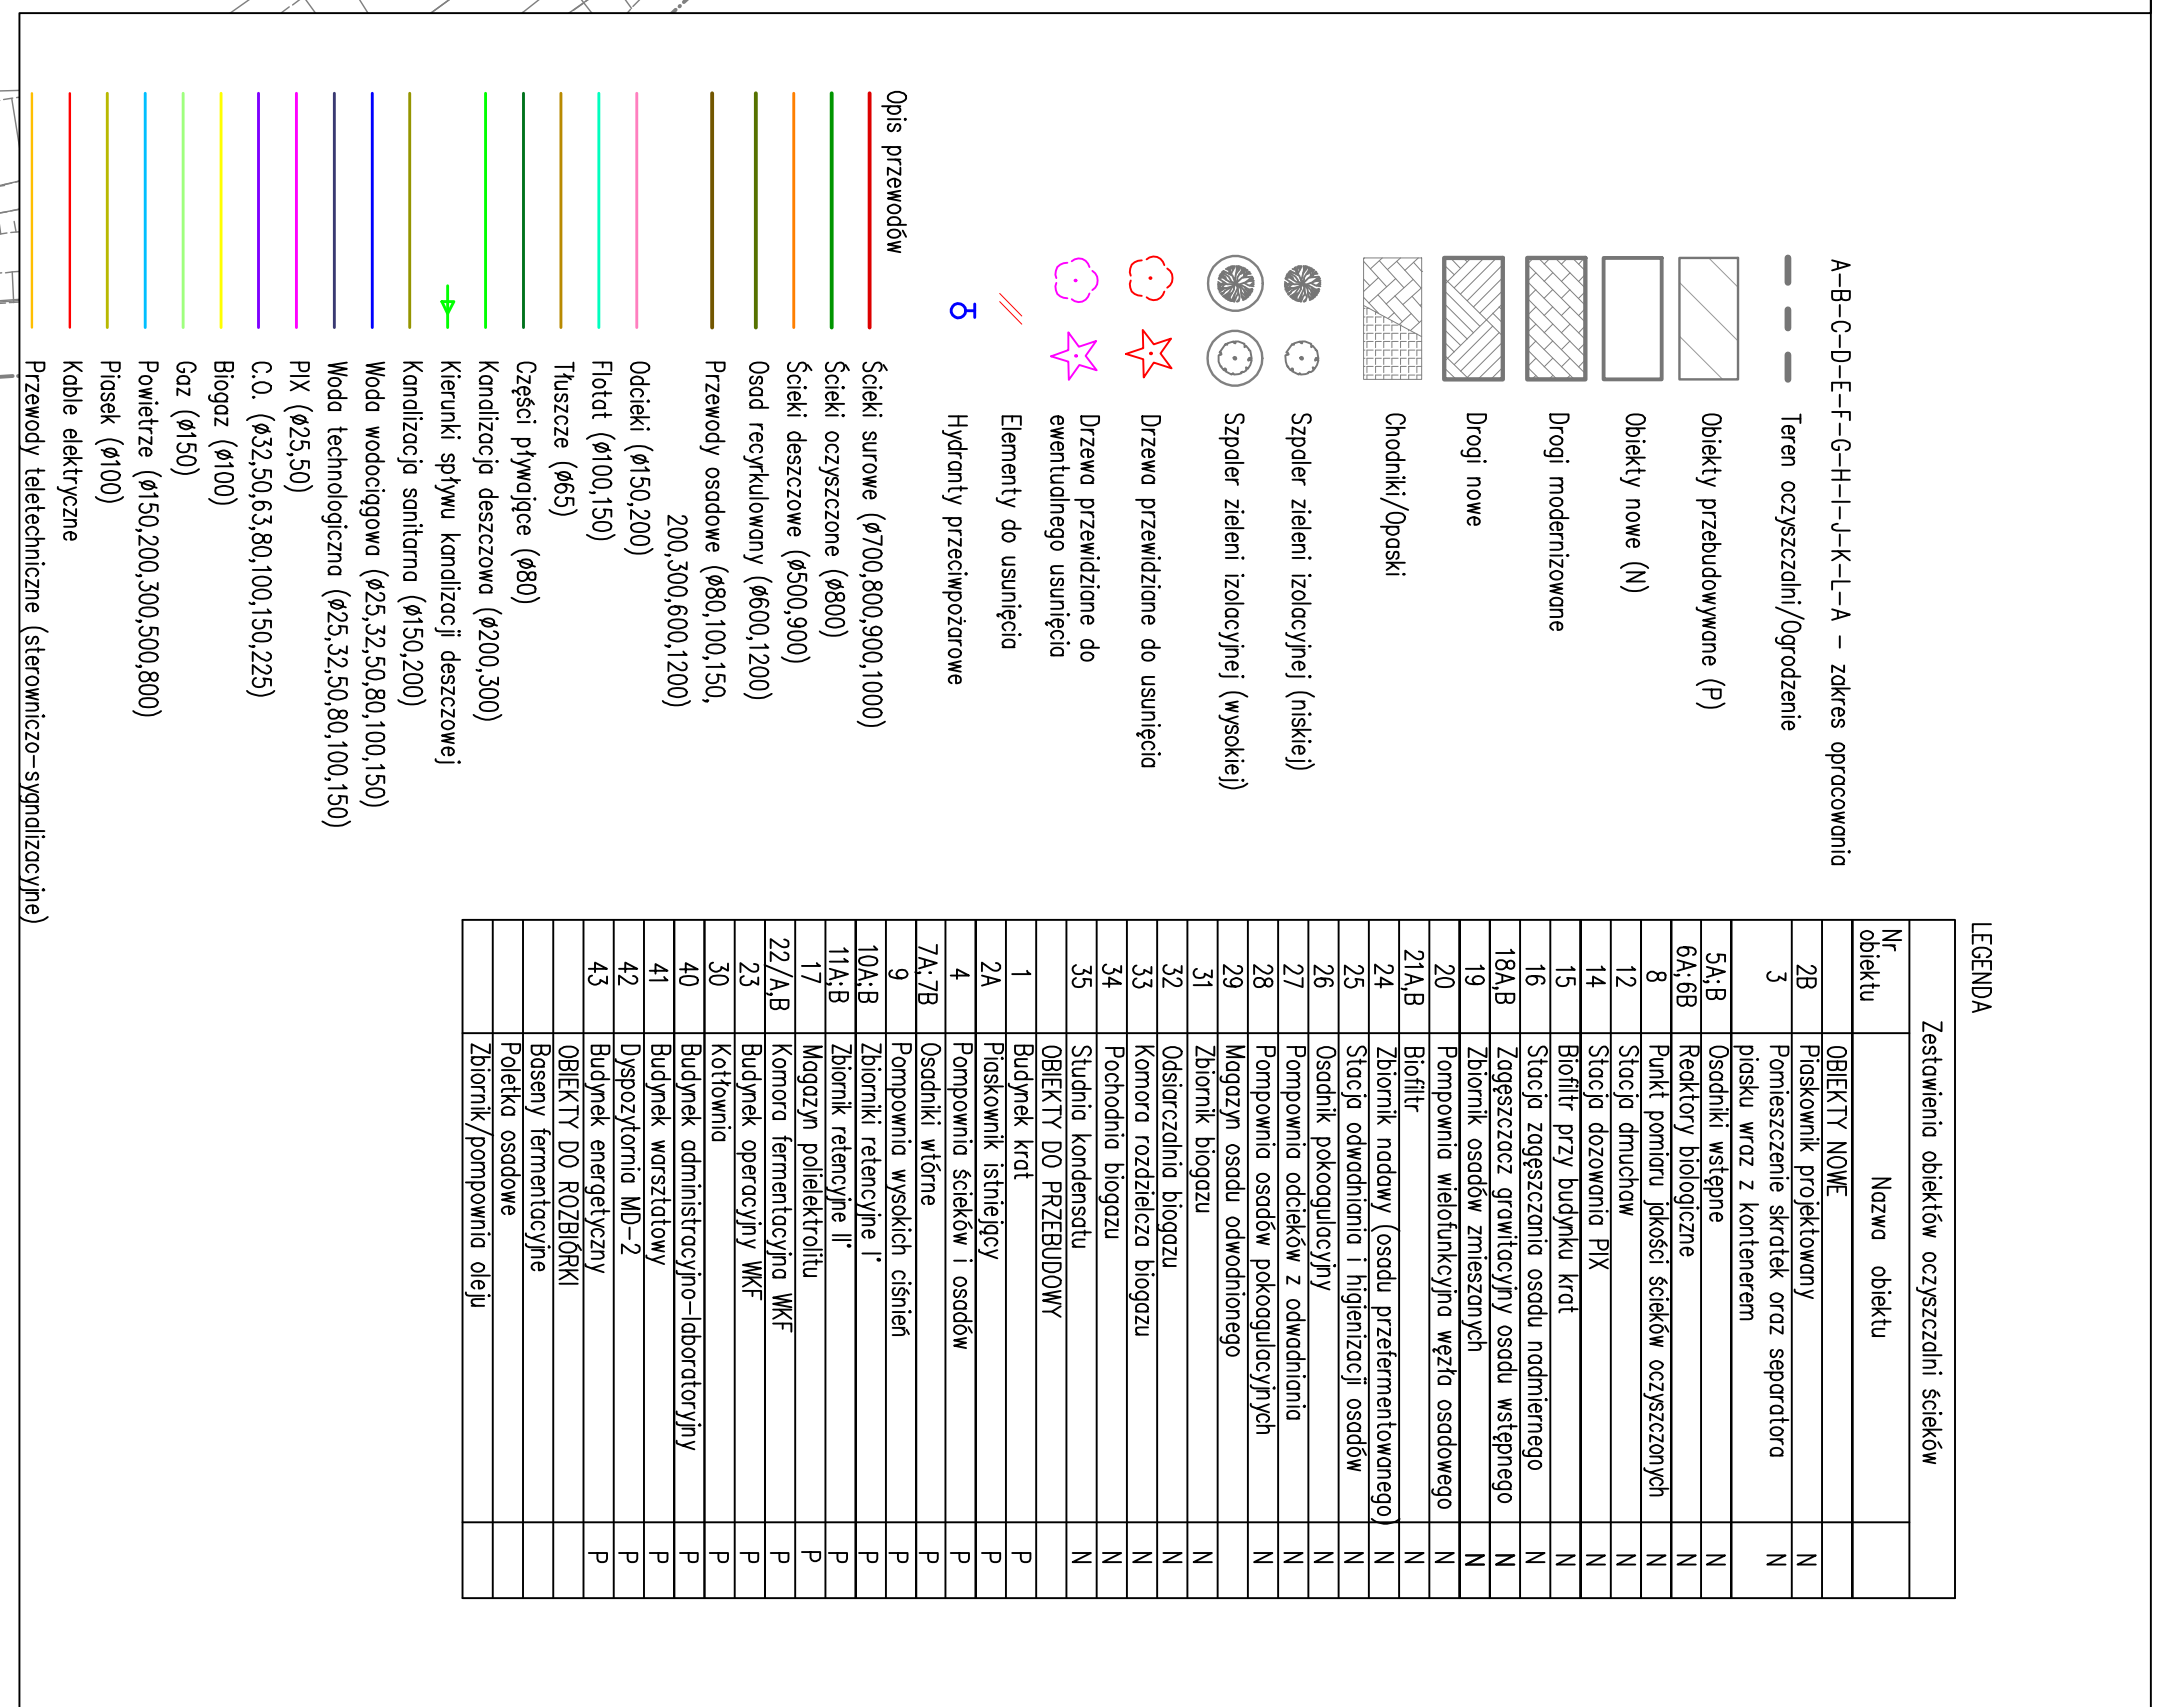 LEGENDA
Zestawienia obiektów oczyszczalni ścieków
Nr obiektu Nazwa obiektu
OBIEKTY NOWE
2B Piaskownik projektowany N
3 Pomieszczenie skratek oraz separatora N
piasku wraz z kontenerem
5A;B Osadniki wstępne N
6A;6B Reaktory biologiczne N
8 Punkt pomiaru jakości ścieków oczyszczonych N
12 Stacja dmuchaw N
14 Stacja dozowania PIX N
15 Biofiltr przy budynku krat N
16 Stacja zagęszczania osadu nadmiernego N
18A,B Zagęszczacz grawitacyjny osadu wstępnego N
19 Zbiornik osadów zmieszanych N
20 Pompownia wielofunkcyjna węzła osadowego N
21A,B Biofiltr N
24 Zbiornik nadawy (osadu przefermentowanego) N
25 Stacja odwadniania i higienizacji osadów N
26 Osadnik pokoagulacyjny N
27 Pompownia odcieków z odwadniania N
28 Pompownia osadów pokoagulacyjnych N
29 Magazyn osadu odwodnionego
31 Zbiornik biogazu N
32 Odsiarczalnia biogazu N
33 Komora rozdzielcza biogazu N
34 Pochodnia biogazu N
35 Studnia kondensatu N
OBIEKTY DO PRZEBUDOWY
1 Budynek krat P
2A Piaskownik istniejący P
4 Pompownia ścieków i osadów P
7A;7B Osadniki wtórne P
9 Pompownia wysokich ciśnień P
10A;B Zbiorniki retencyjne I° P
11A;B Zbiornik retencyjne II° P
17 Magazyn polielektrolitu P
22/A,B Komora fermentacyjna WKF P
23 Budynek operacyjny WKF P
30 Kotłownia P
40 Budynek administracyjno-laboratoryjny P
41 Budynek warsztatowy P
42 Dyspozytornia MD-2 P
43 Budynek energetyczny P
OBIEKTY DO ROZBIÓRKI
Baseny fermentacyjne
Poletka osadowe
Zbiornik/pompownia oleju
A-B-C-D-E-F-G-H-I-J-K-L-A - zakres opracowania
Teren oczyszczalni/Ogrodzenie
Obiekty przebudowywane (P)
Obiekty nowe (N)
Drogi modernizowane
Drogi nowe
Chodniki/Opaski
Szpaler zieleni izolacyjnej (niskiej)
Szpaler zieleni izolacyjnej (wysokiej)
Drzewa przewidziane do usunięcia
Drzewa przewidziane do
ewentualnego usunięcia
Elementy do usunięcia
Hydranty przeciwpożarowe
Opis przewodów
Ścieki surowe (ø700,800,900,1000)
Ścieki oczyszczone (ø800)
Ścieki deszczowe (ø500,900)
Osad recyrkulowany (ø600,1200)
Przewody osadowe (ø80,100,150,
200,300,600,1200)
Odcieki (ø150,200)
Flotat (ø100,150)
Tłuszcze (ø65)
Części pływające (ø80)
Kanalizacja deszczowa (ø200,300)
Kierunki spływu kanalizacji deszczowej
Kanalizacja sanitarna (ø150,200)
Woda wodociągowa (ø25,32,50,80,100,150)
Woda technologiczna (ø25,32,50,80,100,150)
PIX (ø25,50)
C.O. (ø32,50,63,80,100,150,225)
Biogaz (ø100)
Gaz (ø150)
Powietrze (ø150,200,300,500,800)
Piasek (ø100)
Kable elektryczne
Przewody teletechniczne (sterowniczo-sygnalizacyjne)